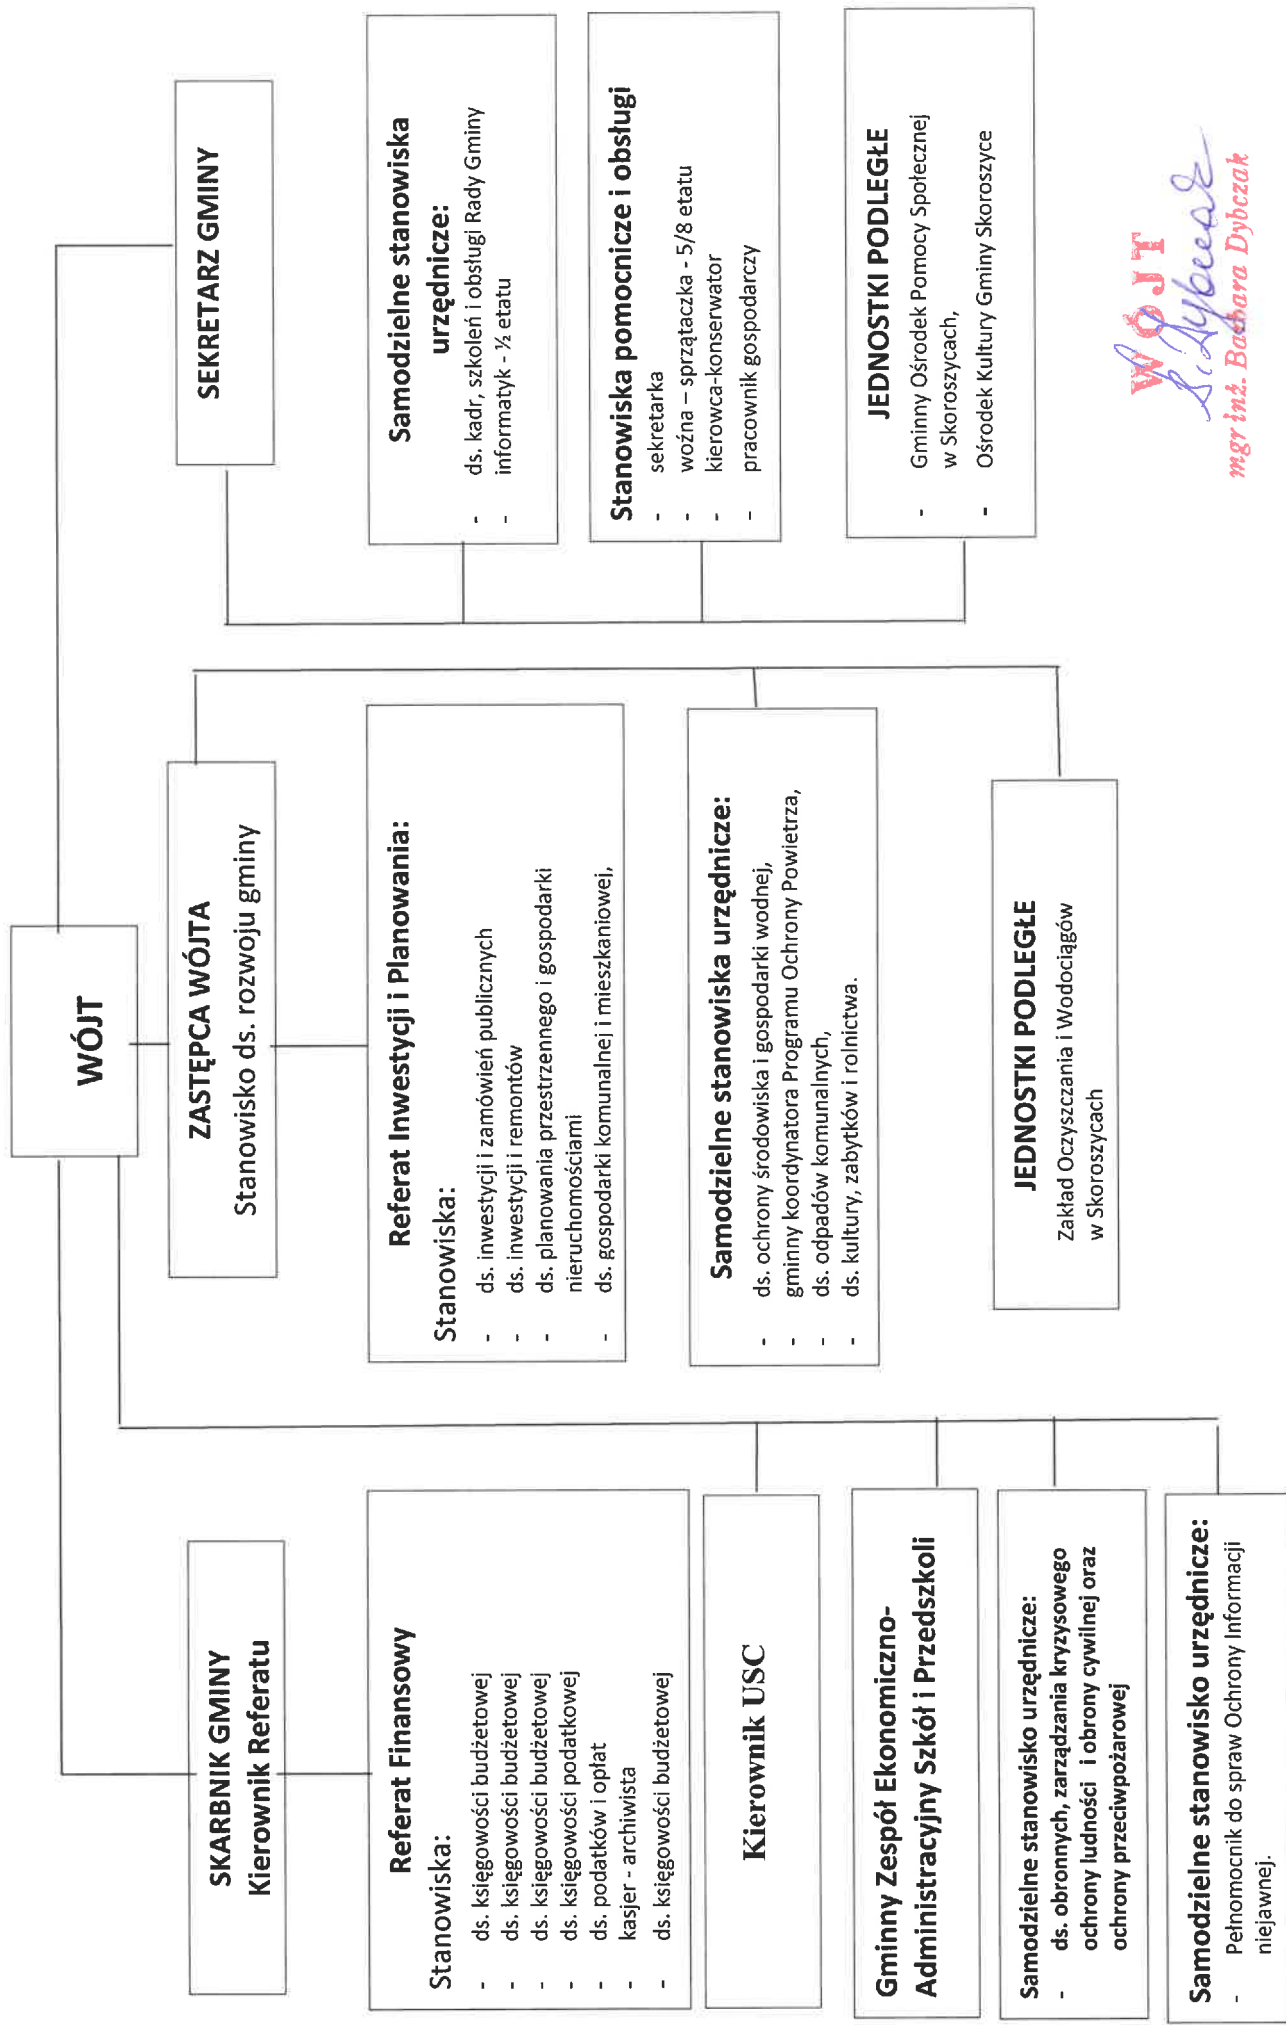 WÓJT
SKARBNIK GMINY
Kierownik Referatu
ZASTĘPCA WÓJTA
Stanowisko ds. rozwoju gminy
SEKRETARZ GMINY
Referat Finansowy
Stanowiska:
- ds. księgowości budżetowej
- ds. księgowości budżetowej
- ds. księgowości budżetowej
- ds. księgowości podatkowej
- ds. podatków i opłat
- kasjer - archiwista
- ds. księgowości budżetowej
Kierownik USC
Gminny Zespół Ekonomiczno-
Administracyjny Szkół i Przedszkoli
Samodzielne stanowisko urzędnicze:
- ds. obronnych, zarządzania kryzysowego
ochrony ludności i obrony cywilnej oraz
ochrony przeciwpożarowej
Samodzielne stanowisko urzędnicze:
- Pełnomocnik do spraw Ochrony Informacji
niejawnej.
Referat Inwestycji i Planowania:
Stanowiska:
- ds. inwestycji i zamówień publicznych
- ds. inwestycji i remontów
- ds. planowania przestrzennego i gospodarki
nieruchomościami
- ds. gospodarki komunalnej i mieszkaniowej,
Samodzielne stanowiska urzędnicze:
- ds. ochrony środowiska i gospodarki wodnej,
- gminny koordynatora Programu Ochrony Powietrza,
- ds. odpadów komunalnych,
- ds. kultury, zabytków i rolnictwa.
JEDNOSTKI PODLEGŁE
Zakład Oczyszczania i Wodociągów
w Skoroszycach
Samodzielne stanowiska
urzędnicze:
- ds. kadr, szkoleń i obsługi Rady Gminy
- informatyk - ½ etatu
Stanowiska pomocnicze i obsługi
- sekretarka
- woźna – sprzątaczka - 5/8 etatu
- kierowca-konserwator
- pracownik gospodarczy
JEDNOSTKI PODLEGŁE
- Gminny Ośrodek Pomocy Społecznej
w Skoroszycach,
- Ośrodek Kultury Gminy Skoroszyce
WÓJT
B. Dybczak
mgr inż. Barbara Dybczak